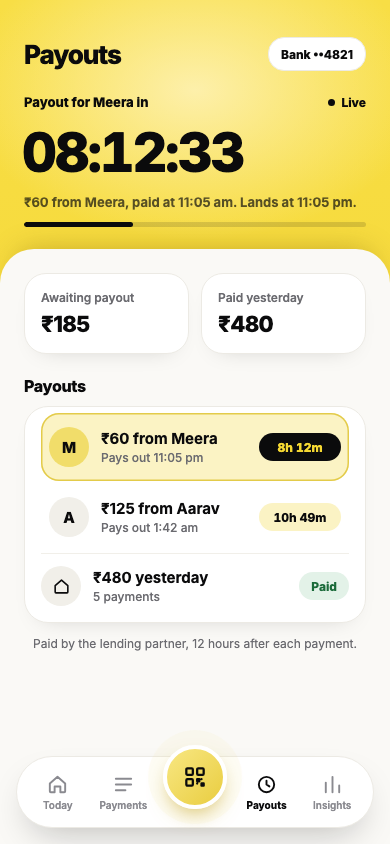 Payouts
Bank ••4821
Payout for Meera in
Live
08:12:33
₹60 from Meera, paid at 11:05 am. Lands at 11:05 pm.
Awaiting payout
₹185
Paid yesterday
₹480
Payouts
M
₹60 from Meera
Pays out 11:05 pm
8h 12m
A
₹125 from Aarav
Pays out 1:42 am
10h 49m
₹480 yesterday
5 payments
Paid
Paid by the lending partner, 12 hours after each payment.
Today
Payments
Payouts
Insights